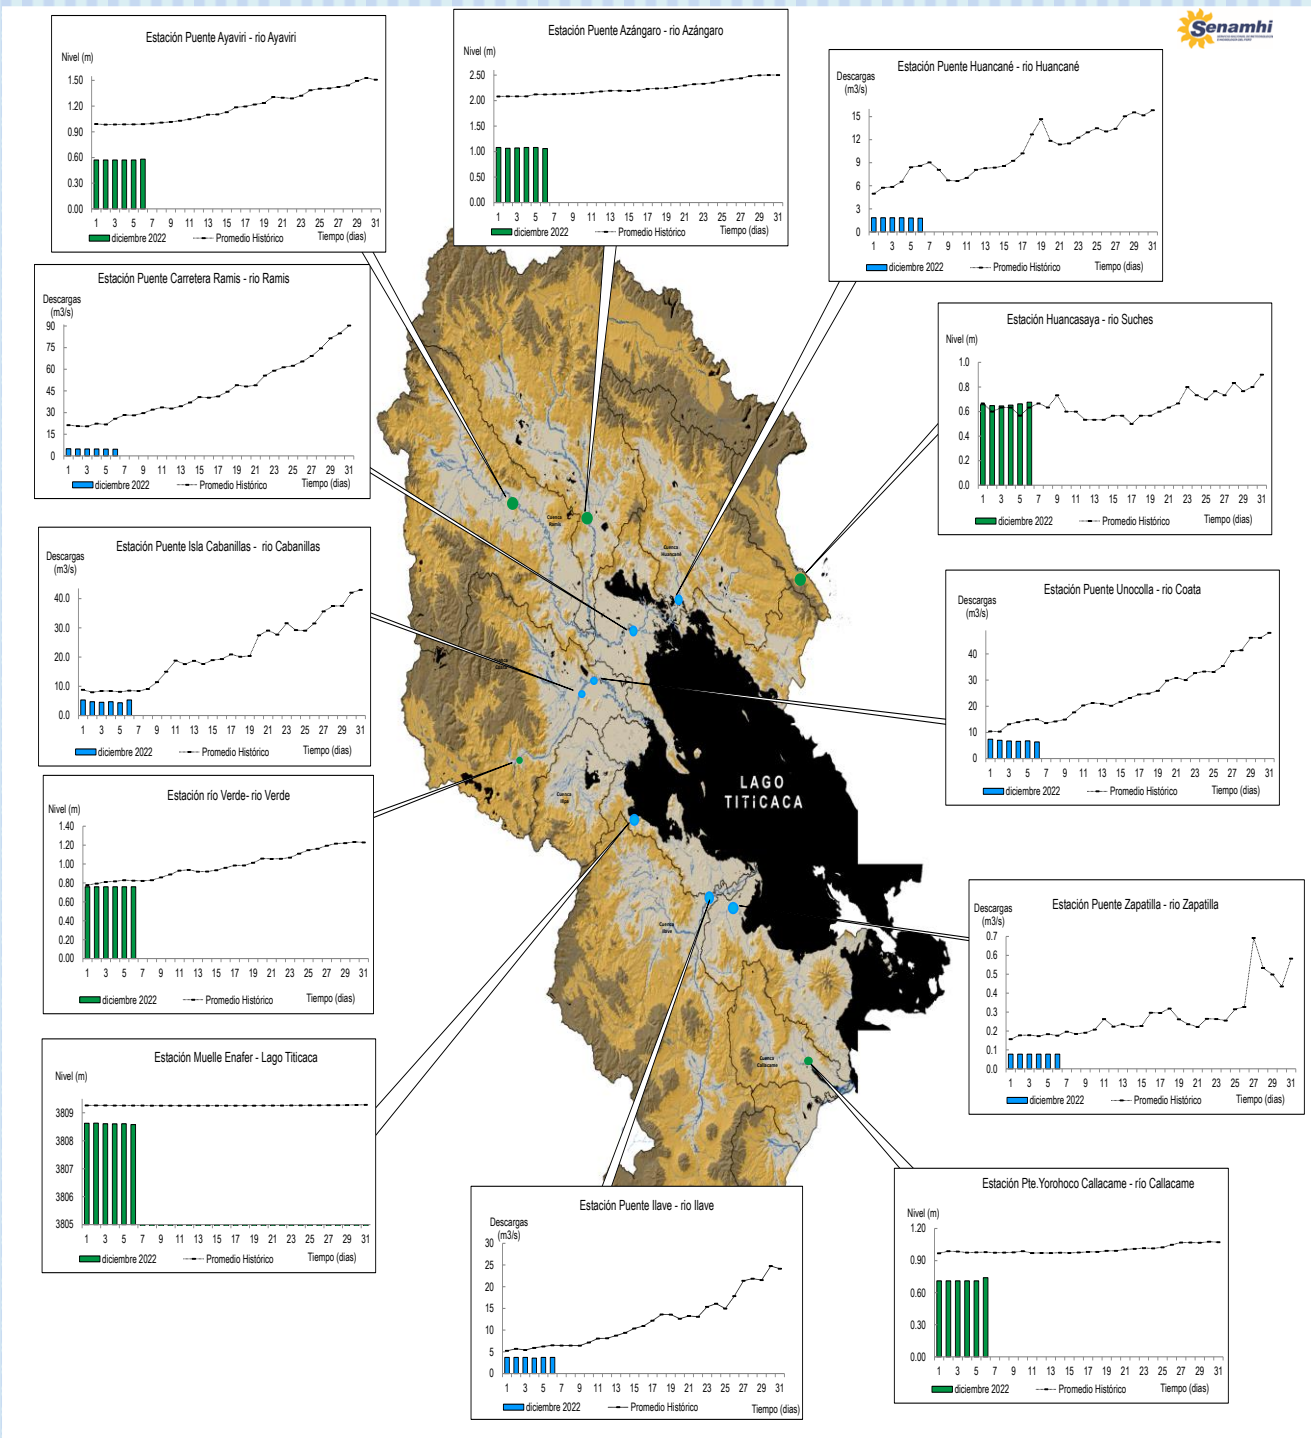 Senamhi
Estación Puente Ayaviri - rio Ayaviri
Nivel (m)
1.50
1.20
0.90
0.60
0.30
0.00
1 3 5 7 9 11 13 15 17 19 21 23 25 27 29 31
diciembre 2022 Promedio Histórico Tiempo (dias)
Estación Puente Azángaro - rio Azángaro
Nivel (m)
2.50
2.00
1.50
1.00
0.50
0.00
1 3 5 7 9 11 13 15 17 19 21 23 25 27 29 31
diciembre 2022 Promedio Histórico Tiempo (dias)
Estación Puente Huancané - rio Huancané
Descargas
(m3/s)
15
12
9
6
3
0
1 3 5 7 9 11 13 15 17 19 21 23 25 27 29 31
diciembre 2022 Promedio Histórico Tiempo (dias)
Estación Puente Carretera Ramis - rio Ramis
Descargas
(m3/s)
90
75
60
45
30
15
0
1 3 5 7 9 11 13 15 17 19 21 23 25 27 29 31
diciembre 2022 Promedio Histórico Tiempo (dias)
Estación Huancasaya - rio Suches
Nivel (m)
1.0
0.8
0.6
0.4
0.2
0.0
1 3 5 7 9 11 13 15 17 19 21 23 25 27 29 31
diciembre 2022 Promedio Histórico Tiempo (dias)
Estación Puente Isla Cabanillas - rio Cabanillas
Descargas
(m3/s)
40.0
30.0
20.0
10.0
0.0
1 3 5 7 9 11 13 15 17 19 21 23 25 27 29 31
diciembre 2022 Promedio Histórico Tiempo (dias)
Estación Puente Unocolla - rio Coata
Descargas
(m3/s)
40
30
20
10
0
1 3 5 7 9 11 13 15 17 19 21 23 25 27 29 31
diciembre 2022 Promedio Histórico Tiempo (dias)
Estación río Verde- rio Verde
Nivel (m)
1.40
1.20
1.00
0.80
0.60
0.40
0.20
0.00
1 3 5 7 9 11 13 15 17 19 21 23 25 27 29 31
diciembre 2022 Promedio Histórico Tiempo (dias)
Estación Puente Zapatilla - rio Zapatilla
Descargas
(m3/s)
0.7
0.6
0.5
0.4
0.3
0.2
0.1
0.0
1 3 5 7 9 11 13 15 17 19 21 23 25 27 29 31
diciembre 2022 Promedio Histórico Tiempo (dias)
Estación Muelle Enafer - Lago Titicaca
Nivel (m)
3809
3808
3807
3806
3805
1 3 5 7 9 11 13 15 17 19 21 23 25 27 29 31
diciembre 2022 Promedio Histórico Tiempo (dias)
Estación Puente Ilave - rio Ilave
Descargas
(m3/s)
30
25
20
15
10
5
0
1 3 5 7 9 11 13 15 17 19 21 23 25 27 29 31
diciembre 2022 Promedio Histórico Tiempo (dias)
Estación Pte.Yorohoco Callacame - río Callacame
Nivel (m)
1.20
0.90
0.60
0.30
0.00
1 3 5 7 9 11 13 15 17 19 21 23 25 27 29 31
diciembre 2022 Promedio Histórico Tiempo (dias)
Cuenca
Ramis
Cuenca
Huancané
Cuenca
Cuenca
Cuenca
Ilave
Cuenca
Callacame
LAGO
TITICACA